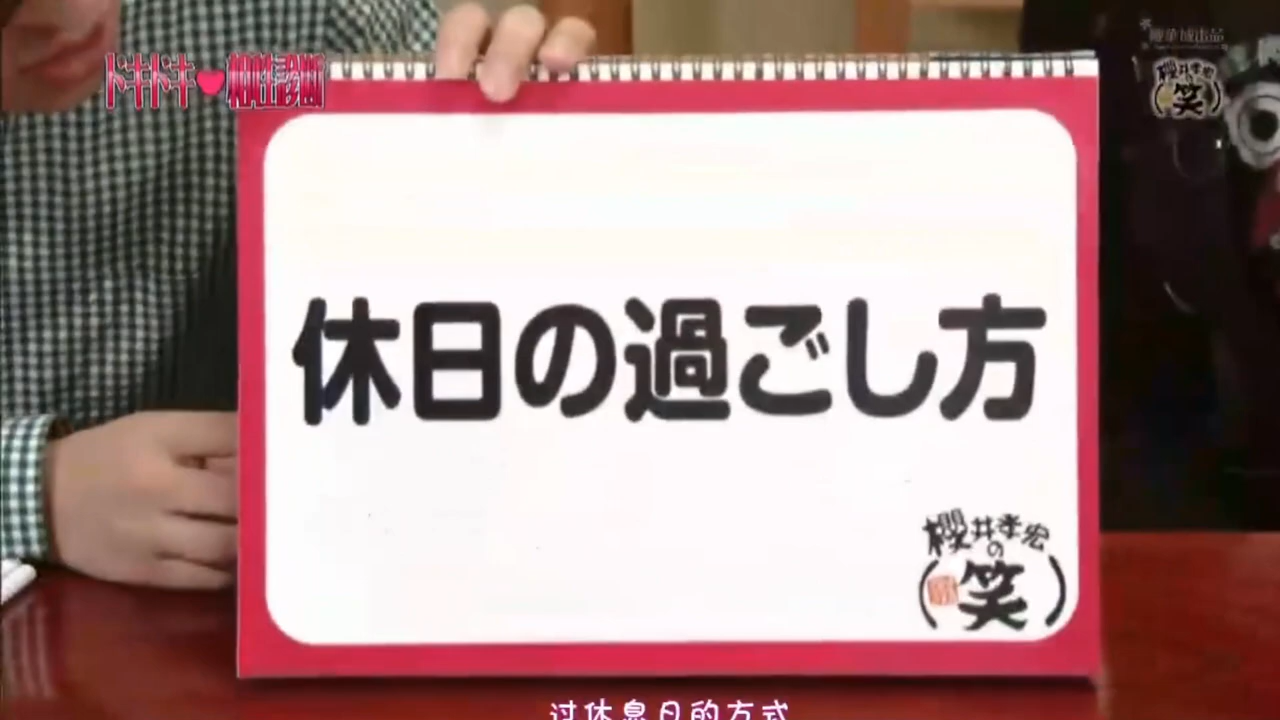 ドキドキ♥相性診断
櫻井孝宏
の
(笑)
休日の過ごし方
櫻井孝宏
の
(笑)
过休息日的方式